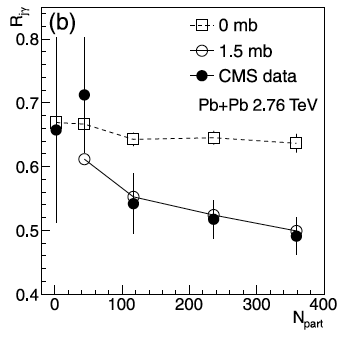 R_jγ
(b)
0 mb
1.5 mb
CMS data
Pb+Pb 2.76 TeV
0.8
0.7
0.6
0.5
0.4
0 100 200 300 400
N_part